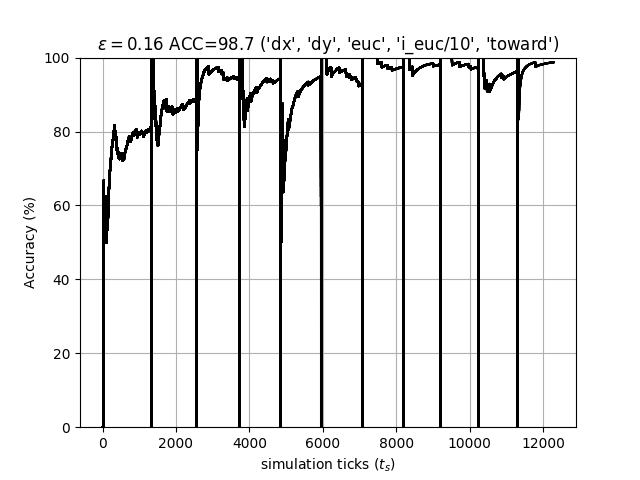 ε = 0.16 ACC=98.7 ('dx', 'dy', 'euc', 'i_euc/10', 'toward')
100
80
60
40
20
0
Accuracy (%)
0 2000 4000 6000 8000 10000 12000
simulation ticks (tₛ)